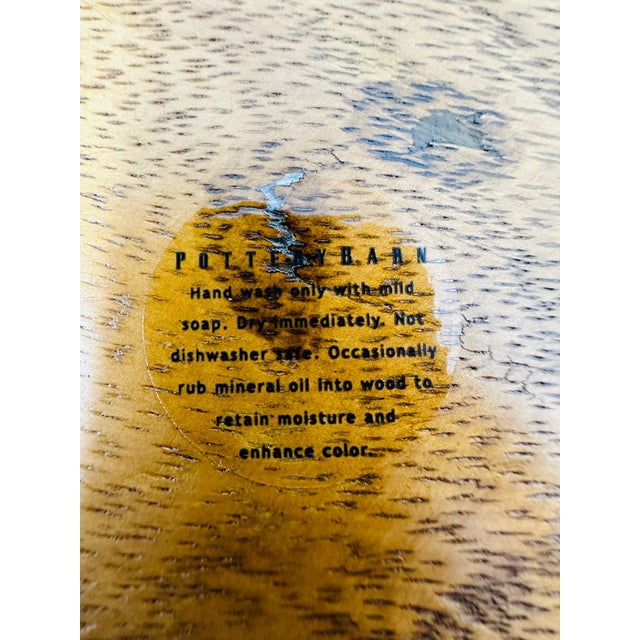 POTTERYBARN
Hand wash only with mild
soap. Dry immediately. Not
dishwasher safe. Occasionally
rub mineral oil into wood to
retain moisture and
enhance color.